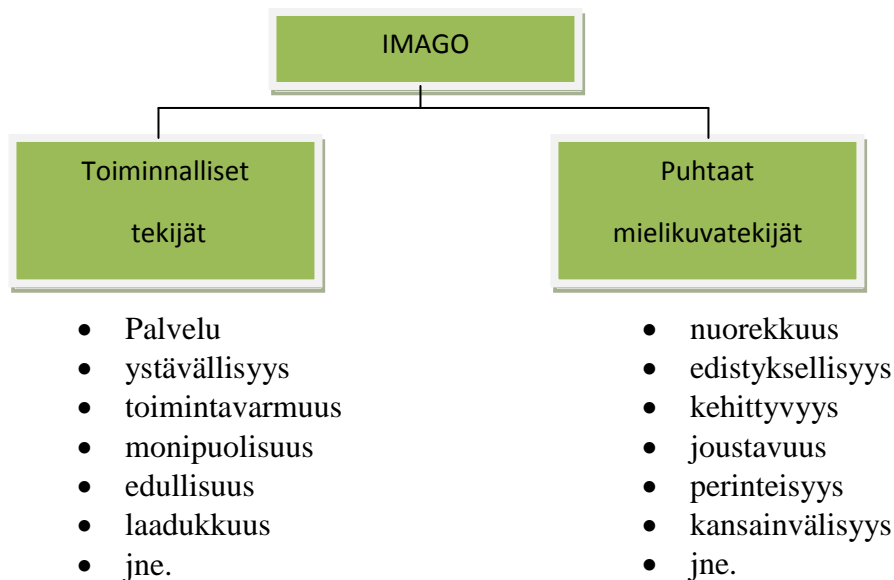 IMAGO
Toiminnalliset
tekijät
Puhtaat
mielikuvatekijät
• Palvelu
• ystävällisyys
• toimintavarmuus
• monipuolisuus
• edullisuus
• laadukkuus
• jne.
• nuorekkuus
• edistyksellisyys
• kehittyvyys
• joustavuus
• perinteisyys
• kansainvälisyys
• jne.